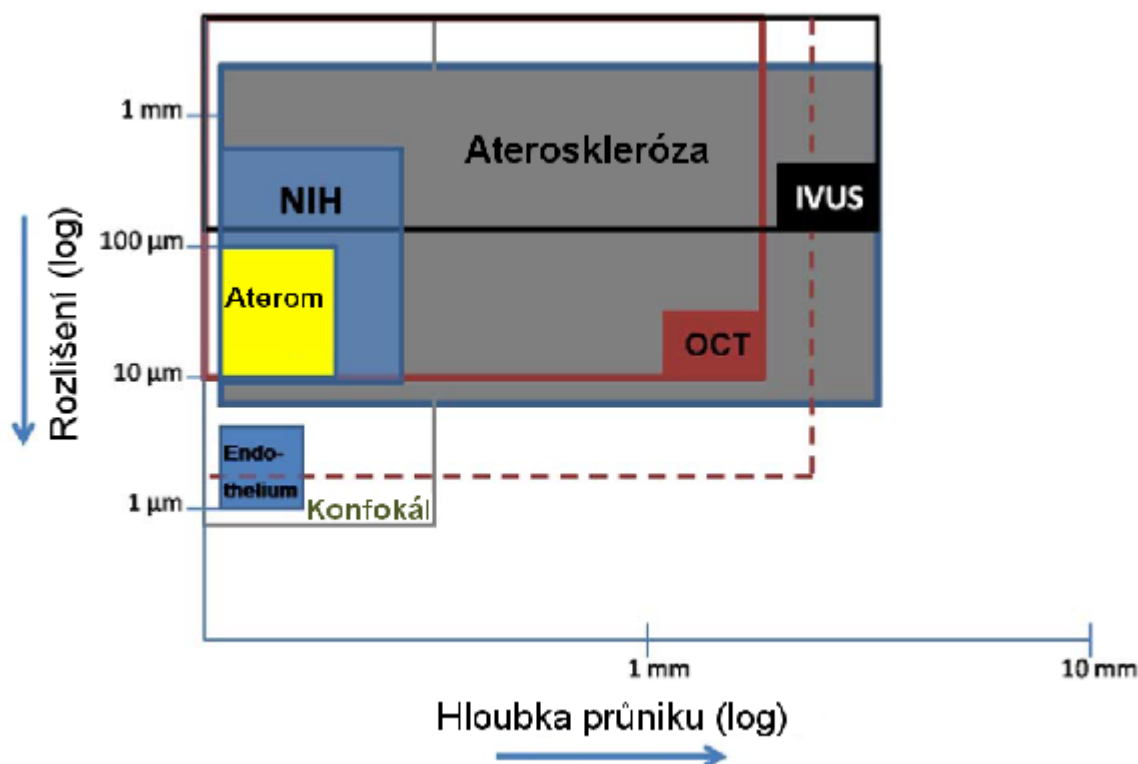 1 mm
Ateroskleróza
NIH
IVUS
100 µm
Aterom
OCT
10 µm
Endo-
thelium
1 µm
Konfokál
Rozlišení (log)
1 mm
10 mm
Hloubka průniku (log)